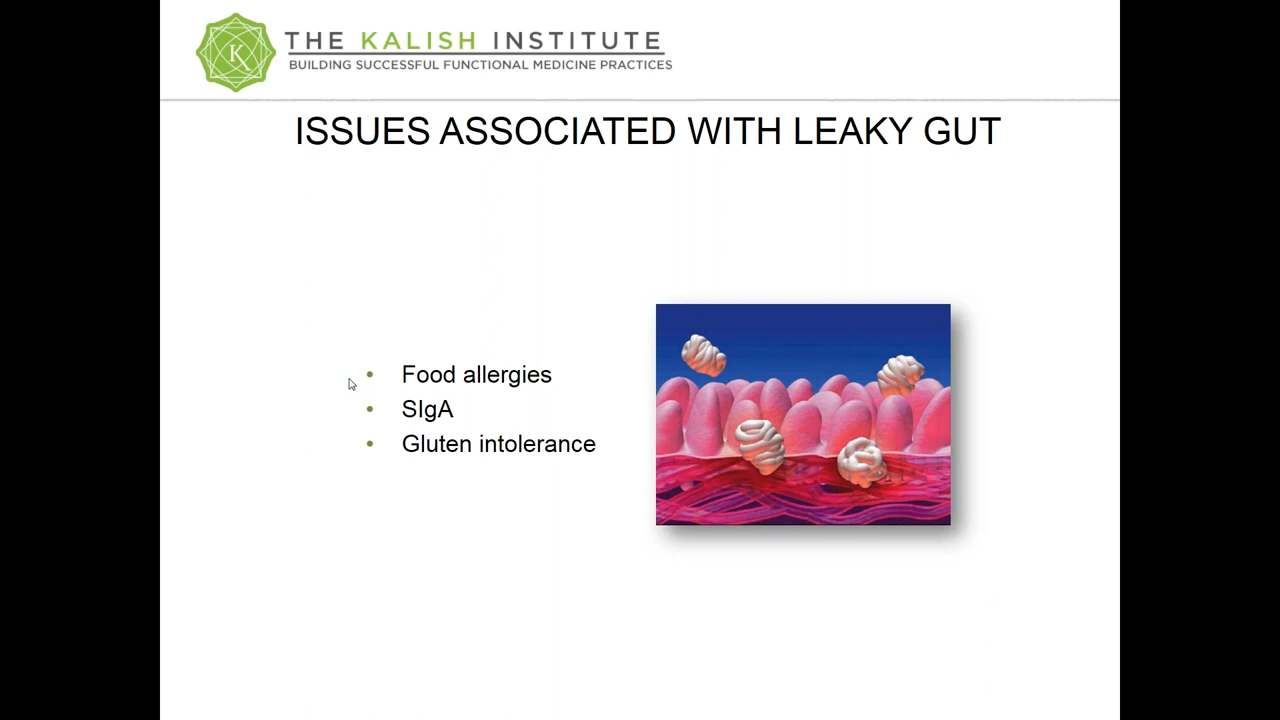 K
THE KALISH INSTITUTE
BUILDING SUCCESSFUL FUNCTIONAL MEDICINE PRACTICES
ISSUES ASSOCIATED WITH LEAKY GUT
• Food allergies
• SIgA
• Gluten intolerance